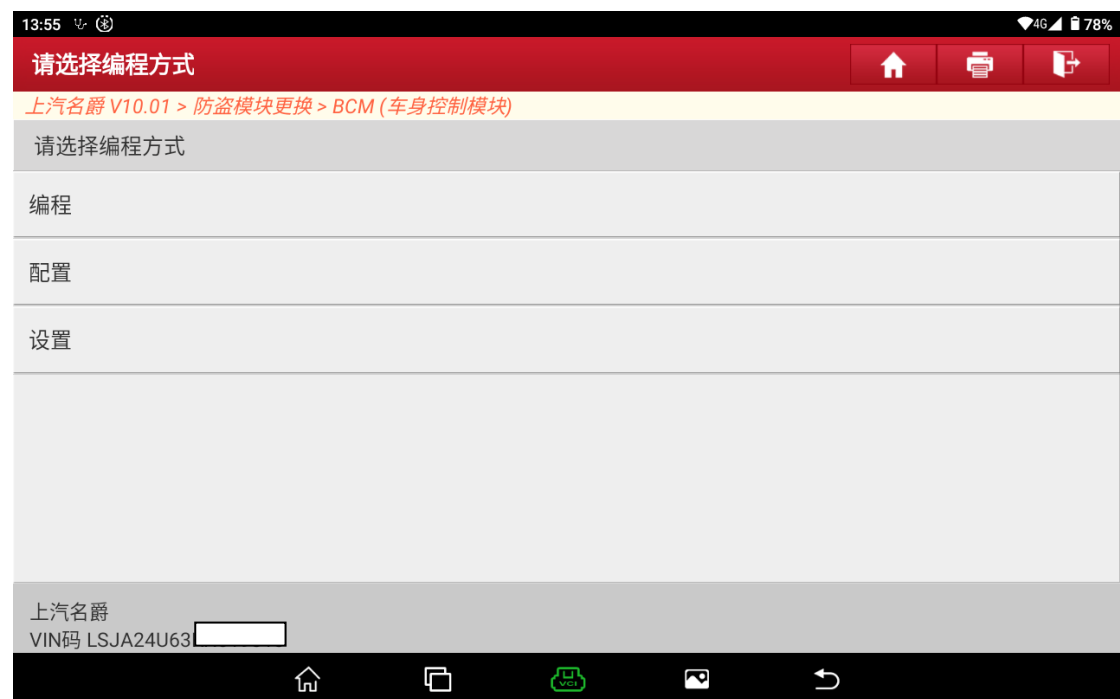 13:55 4G 78%
请选择编程方式
上汽名爵 V10.01 > 防盗模块更换 > BCM (车身控制模块)
请选择编程方式
编程
配置
设置
上汽名爵
VIN码 LSJA24U63
VCI